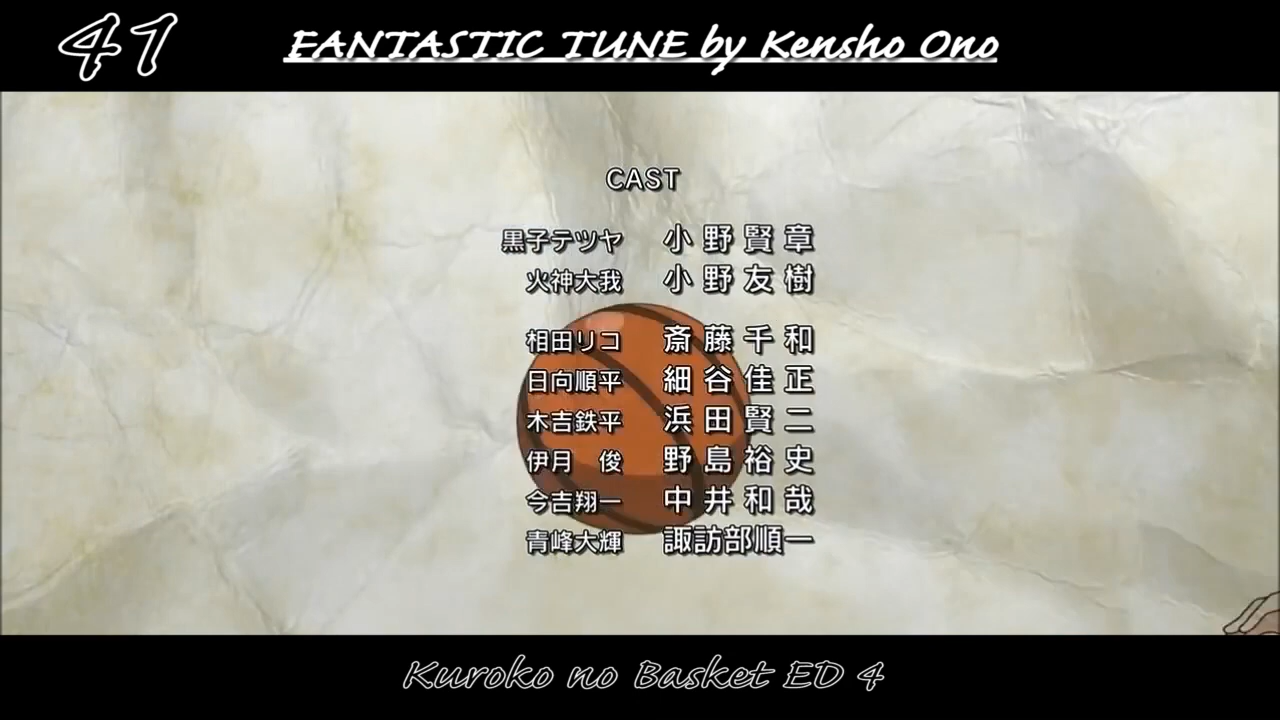 41
FANTASTIC TUNE by Kensho Ono
CAST
黒子テツヤ 小野賢章
火神大我 小野友樹
相田リコ 斎藤千和
日向順平 細谷佳正
木吉鉄平 浜田賢二
伊月 俊 野島裕史
今吉翔一 中井和哉
青峰大輝 諏訪部順一
Kuroko no Basket ED 4